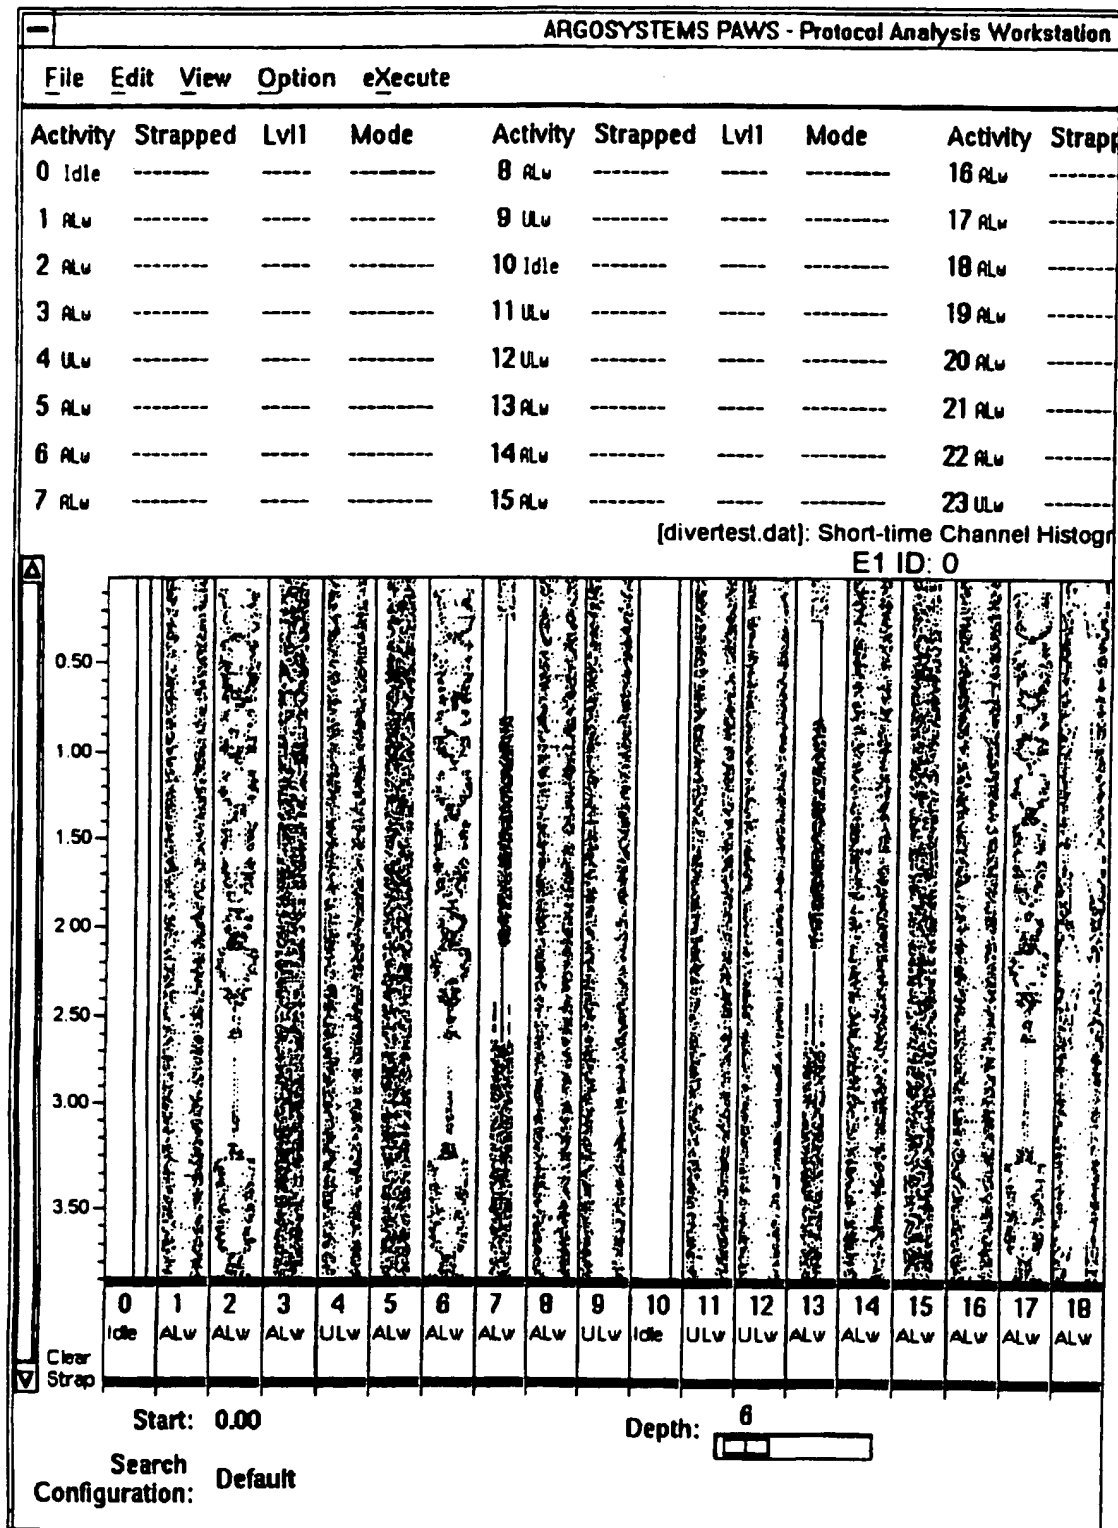 ARGOSYSTEMS PAWS - Protocol Analysis Workstation
File Edit View Option eXecute
Activity Strapped Lvl1 Mode Activity Strapped Lvl1 Mode Activity Strapp
0 Idle ------- ----- -------- 8 ALw ------- ----- -------- 16 ALw ------
1 ALw ------- ----- -------- 9 ULw ------- ----- -------- 17 ALw ------
2 ALw ------- ----- -------- 10 Idle ------- ----- -------- 18 ALw ------
3 ALw ------- ----- -------- 11 ULw ------- ----- -------- 19 ALw ------
4 ULw ------- ----- -------- 12 ULw ------- ----- -------- 20 ALw ------
5 ALw ------- ----- -------- 13 ALw ------- ----- -------- 21 ALw ------
6 ALw ------- ----- -------- 14 ALw ------- ----- -------- 22 ALw ------
7 ALw ------- ----- -------- 15 ALw ------- ----- -------- 23 ULw ------
[divertest.dat]: Short-time Channel Histogr
E1 ID: 0
0.50
1.00
1.50
2.00
2.50
3.00
3.50
0 1 2 3 4 5 6 7 8 9 10 11 12 13 14 15 16 17 18
Idle ALw ALw ALw ULw ALw ALw ALw ALw ULw Idle ULw ULw ALw ALw ALw ALw ALw ALw
Clear
Strap
Start: 0.00
Depth: 6
Search
Configuration: Default